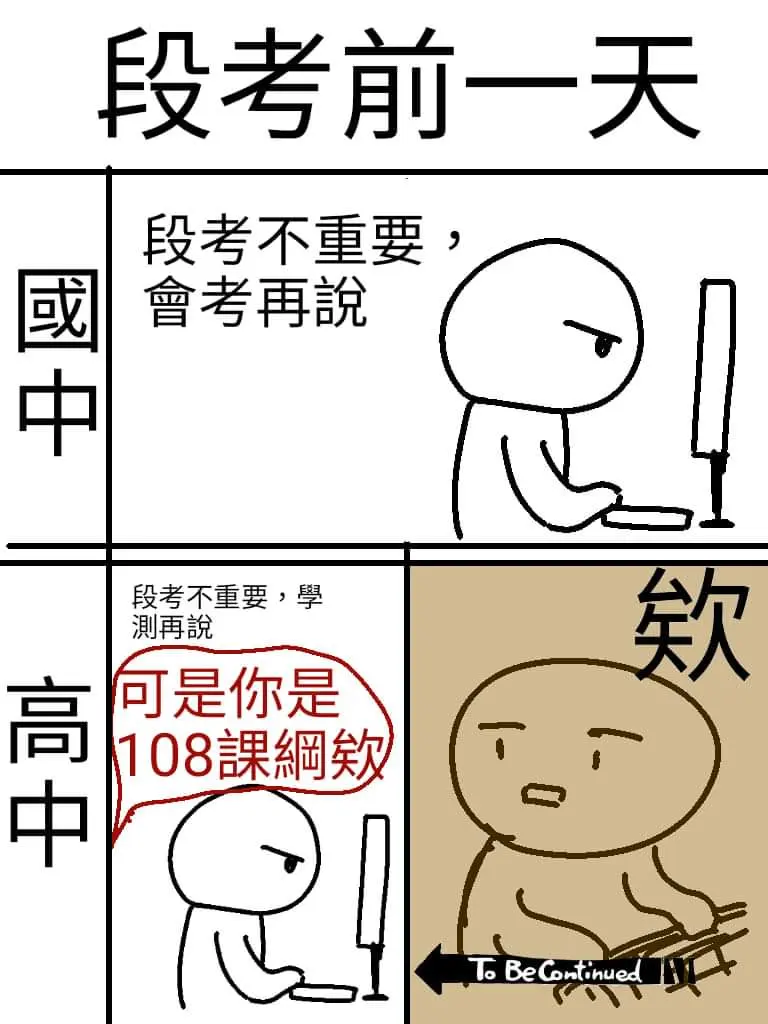 段考前一天
國中
段考不重要，
會考再說
高中
段考不重要，學
測再說
可是你是
108課綱欸
欸
To Be Continued